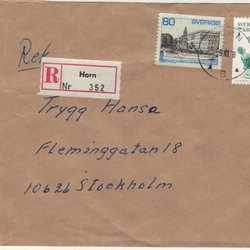 80 SVERIGE
Rek
R Horn
Nr 352
Trygg Hansa
Fleminggatan 18
10626 Stockholm